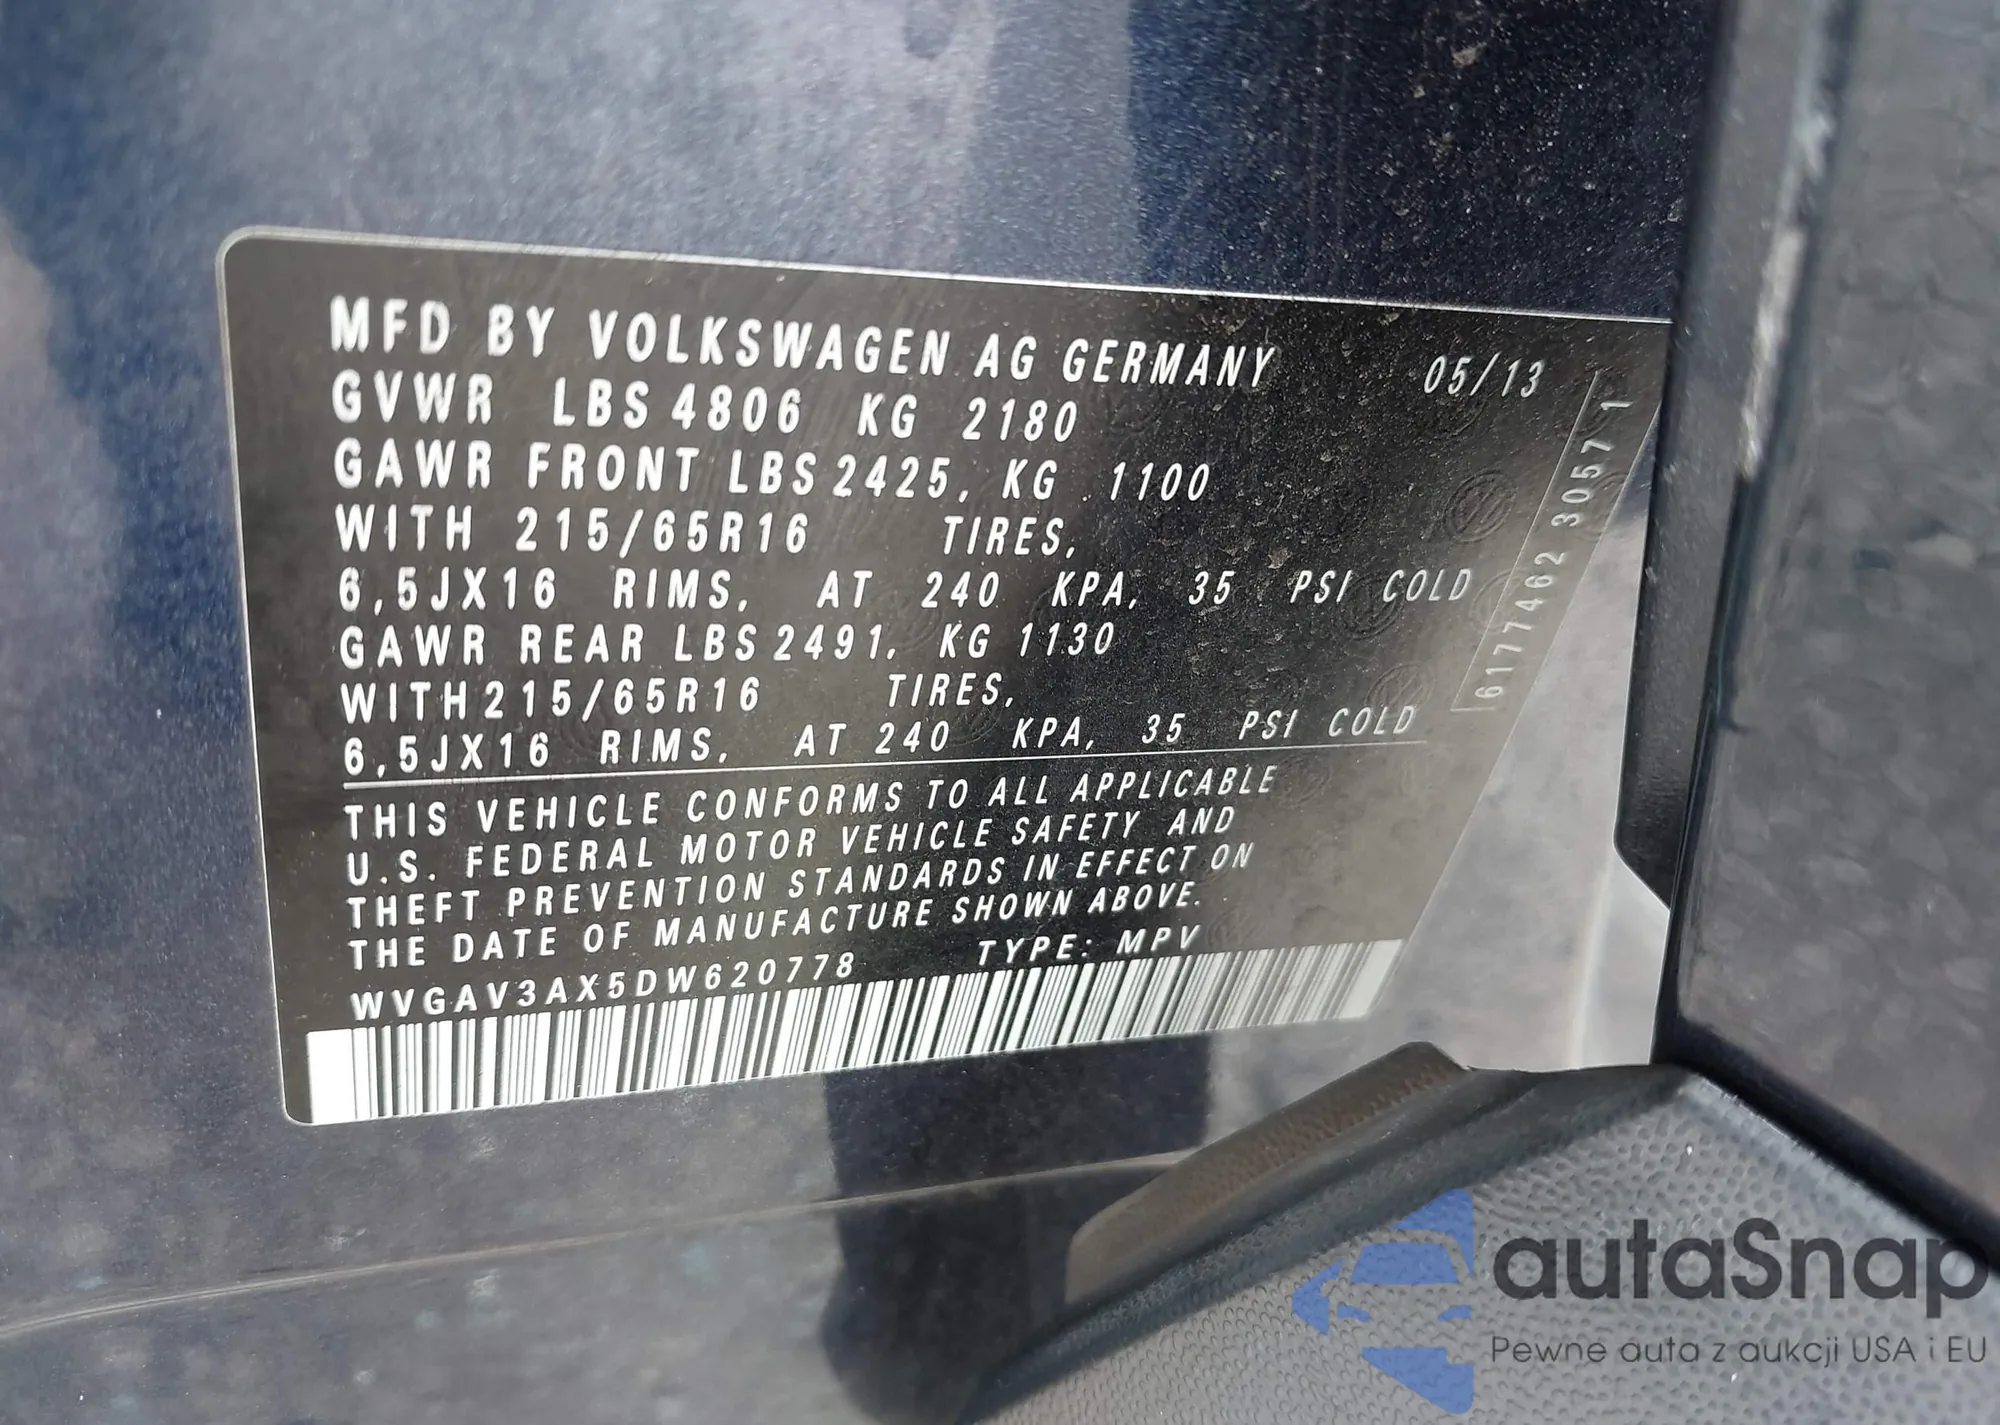 MFD BY VOLKSWAGEN AG GERMANY 05/13
GVWR LBS 4806 KG 2180
GAWR FRONT LBS 2425, KG 1100
WITH 215/65R16 TIRES,
6,5JX16 RIMS, AT 240 KPA, 35 PSI COLD
GAWR REAR LBS 2491, KG 1130
WITH 215/65R16 TIRES,
6,5JX16 RIMS, AT 240 KPA, 35 PSI COLD
THIS VEHICLE CONFORMS TO ALL APPLICABLE
U.S. FEDERAL MOTOR VEHICLE SAFETY AND
THEFT PREVENTION STANDARDS IN EFFECT ON
THE DATE OF MANUFACTURE SHOWN ABOVE.
WVGAV3AX5DW620778 TYPE: MPV
6177462 3057 1
autaSnap
Pewne auta z aukcji USA i EU